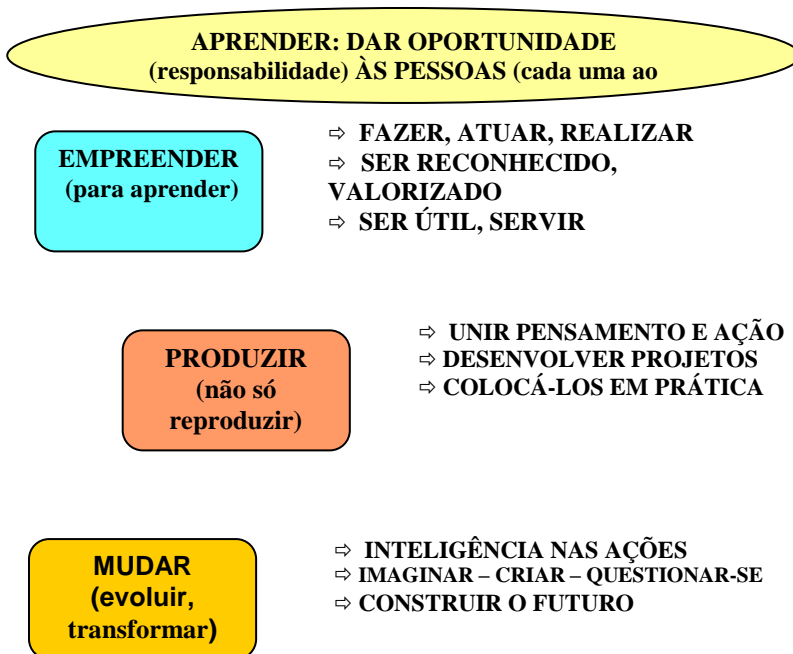 APRENDER: DAR OPORTUNIDADE
(responsabilidade) ÀS PESSOAS (cada uma ao
EMPREENDER
(para aprender)
⇨ FAZER, ATUAR, REALIZAR
⇨ SER RECONHECIDO,
VALORIZADO
⇨ SER ÚTIL, SERVIR
PRODUZIR
(não só
reproduzir)
⇨ UNIR PENSAMENTO E AÇÃO
⇨ DESENVOLVER PROJETOS
⇨ COLOCÁ-LOS EM PRÁTICA
MUDAR
(evoluir,
transformar)
⇨ INTELIGÊNCIA NAS AÇÕES
⇨ IMAGINAR – CRIAR – QUESTIONAR-SE
⇨ CONSTRUIR O FUTURO